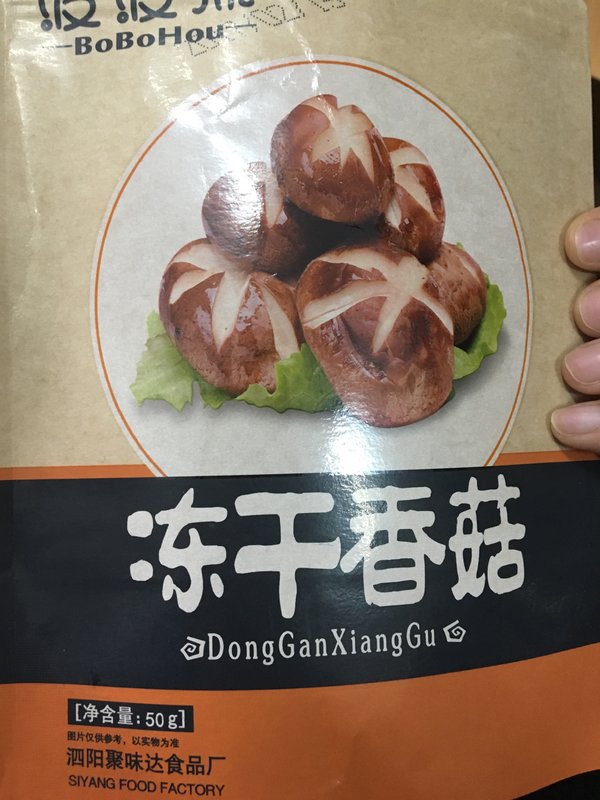 BoBoHou
冻干香菇
DongGanXiangGu
[净含量:50g]
图片仅供参考，以实物为准
泗阳聚味达食品厂
SIYANG FOOD FACTORY